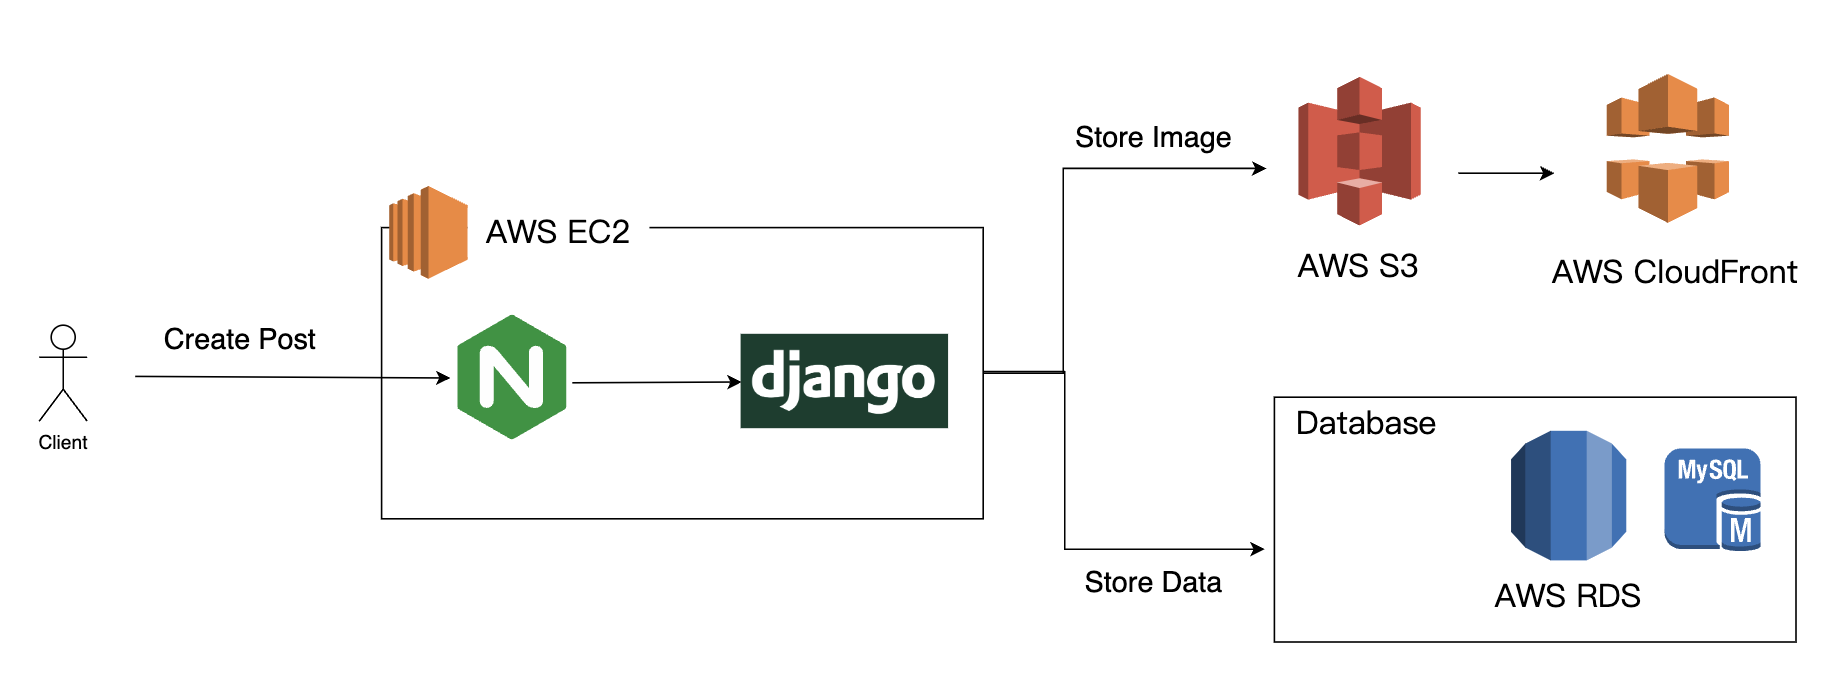 Store Image
AWS EC2
AWS S3
AWS CloudFront
Create Post
N
django
Client
Database
MySQL
M
Store Data
AWS RDS